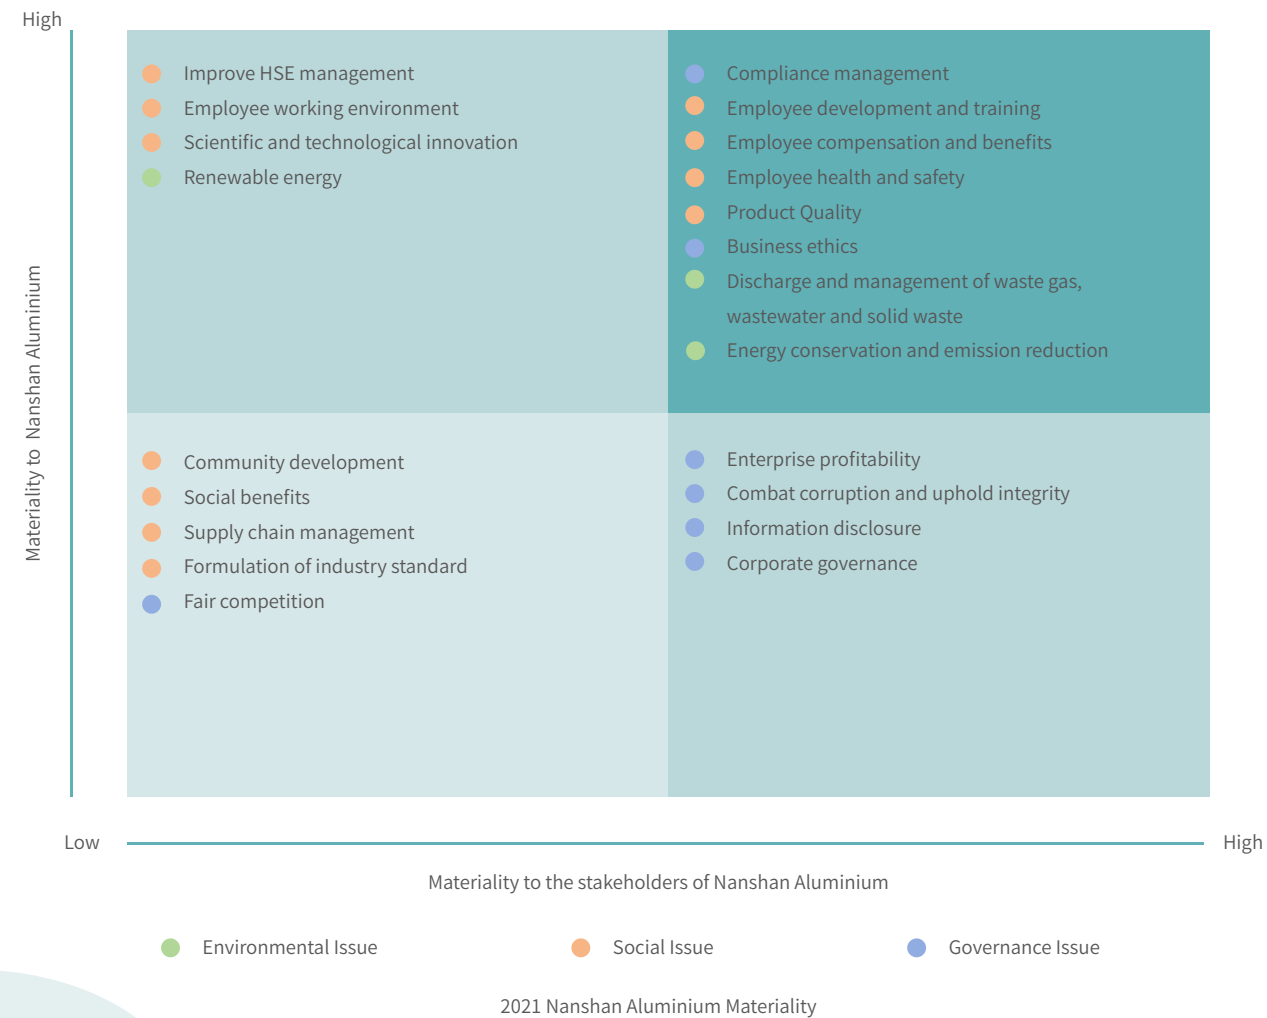 High
Materiality to Nanshan Aluminium
Improve HSE management
Employee working environment
Scientific and technological innovation
Renewable energy
Compliance management
Employee development and training
Employee compensation and benefits
Employee health and safety
Product Quality
Business ethics
Discharge and management of waste gas,
wastewater and solid waste
Energy conservation and emission reduction
Community development
Social benefits
Supply chain management
Formulation of industry standard
Fair competition
Enterprise profitability
Combat corruption and uphold integrity
Information disclosure
Corporate governance
Low
High
Materiality to the stakeholders of Nanshan Aluminium
Environmental Issue
Social Issue
Governance Issue
2021 Nanshan Aluminium Materiality